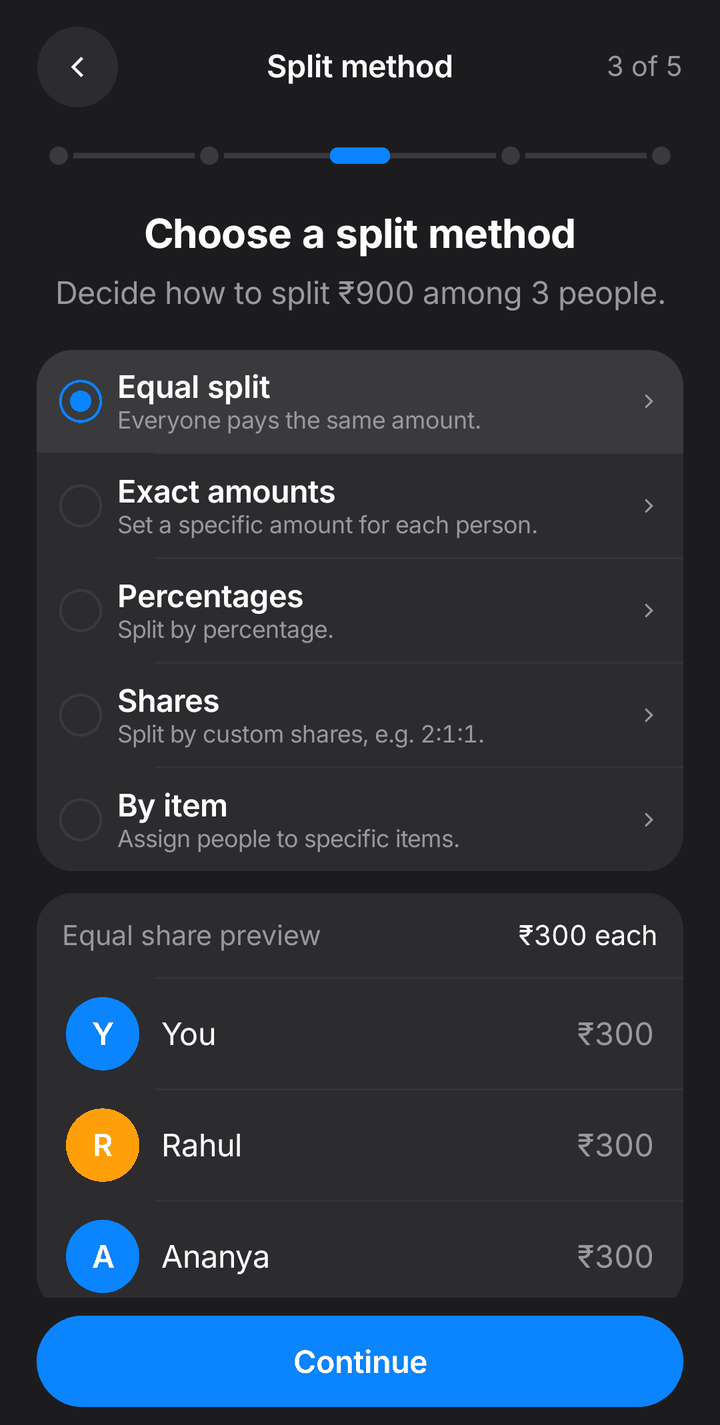 Split method
3 of 5
Choose a split method
Decide how to split ₹900 among 3 people.
Equal split
Everyone pays the same amount.
Exact amounts
Set a specific amount for each person.
Percentages
Split by percentage.
Shares
Split by custom shares, e.g. 2:1:1.
By item
Assign people to specific items.
Equal share preview ₹300 each
Y You ₹300
R Rahul ₹300
A Ananya ₹300
Continue